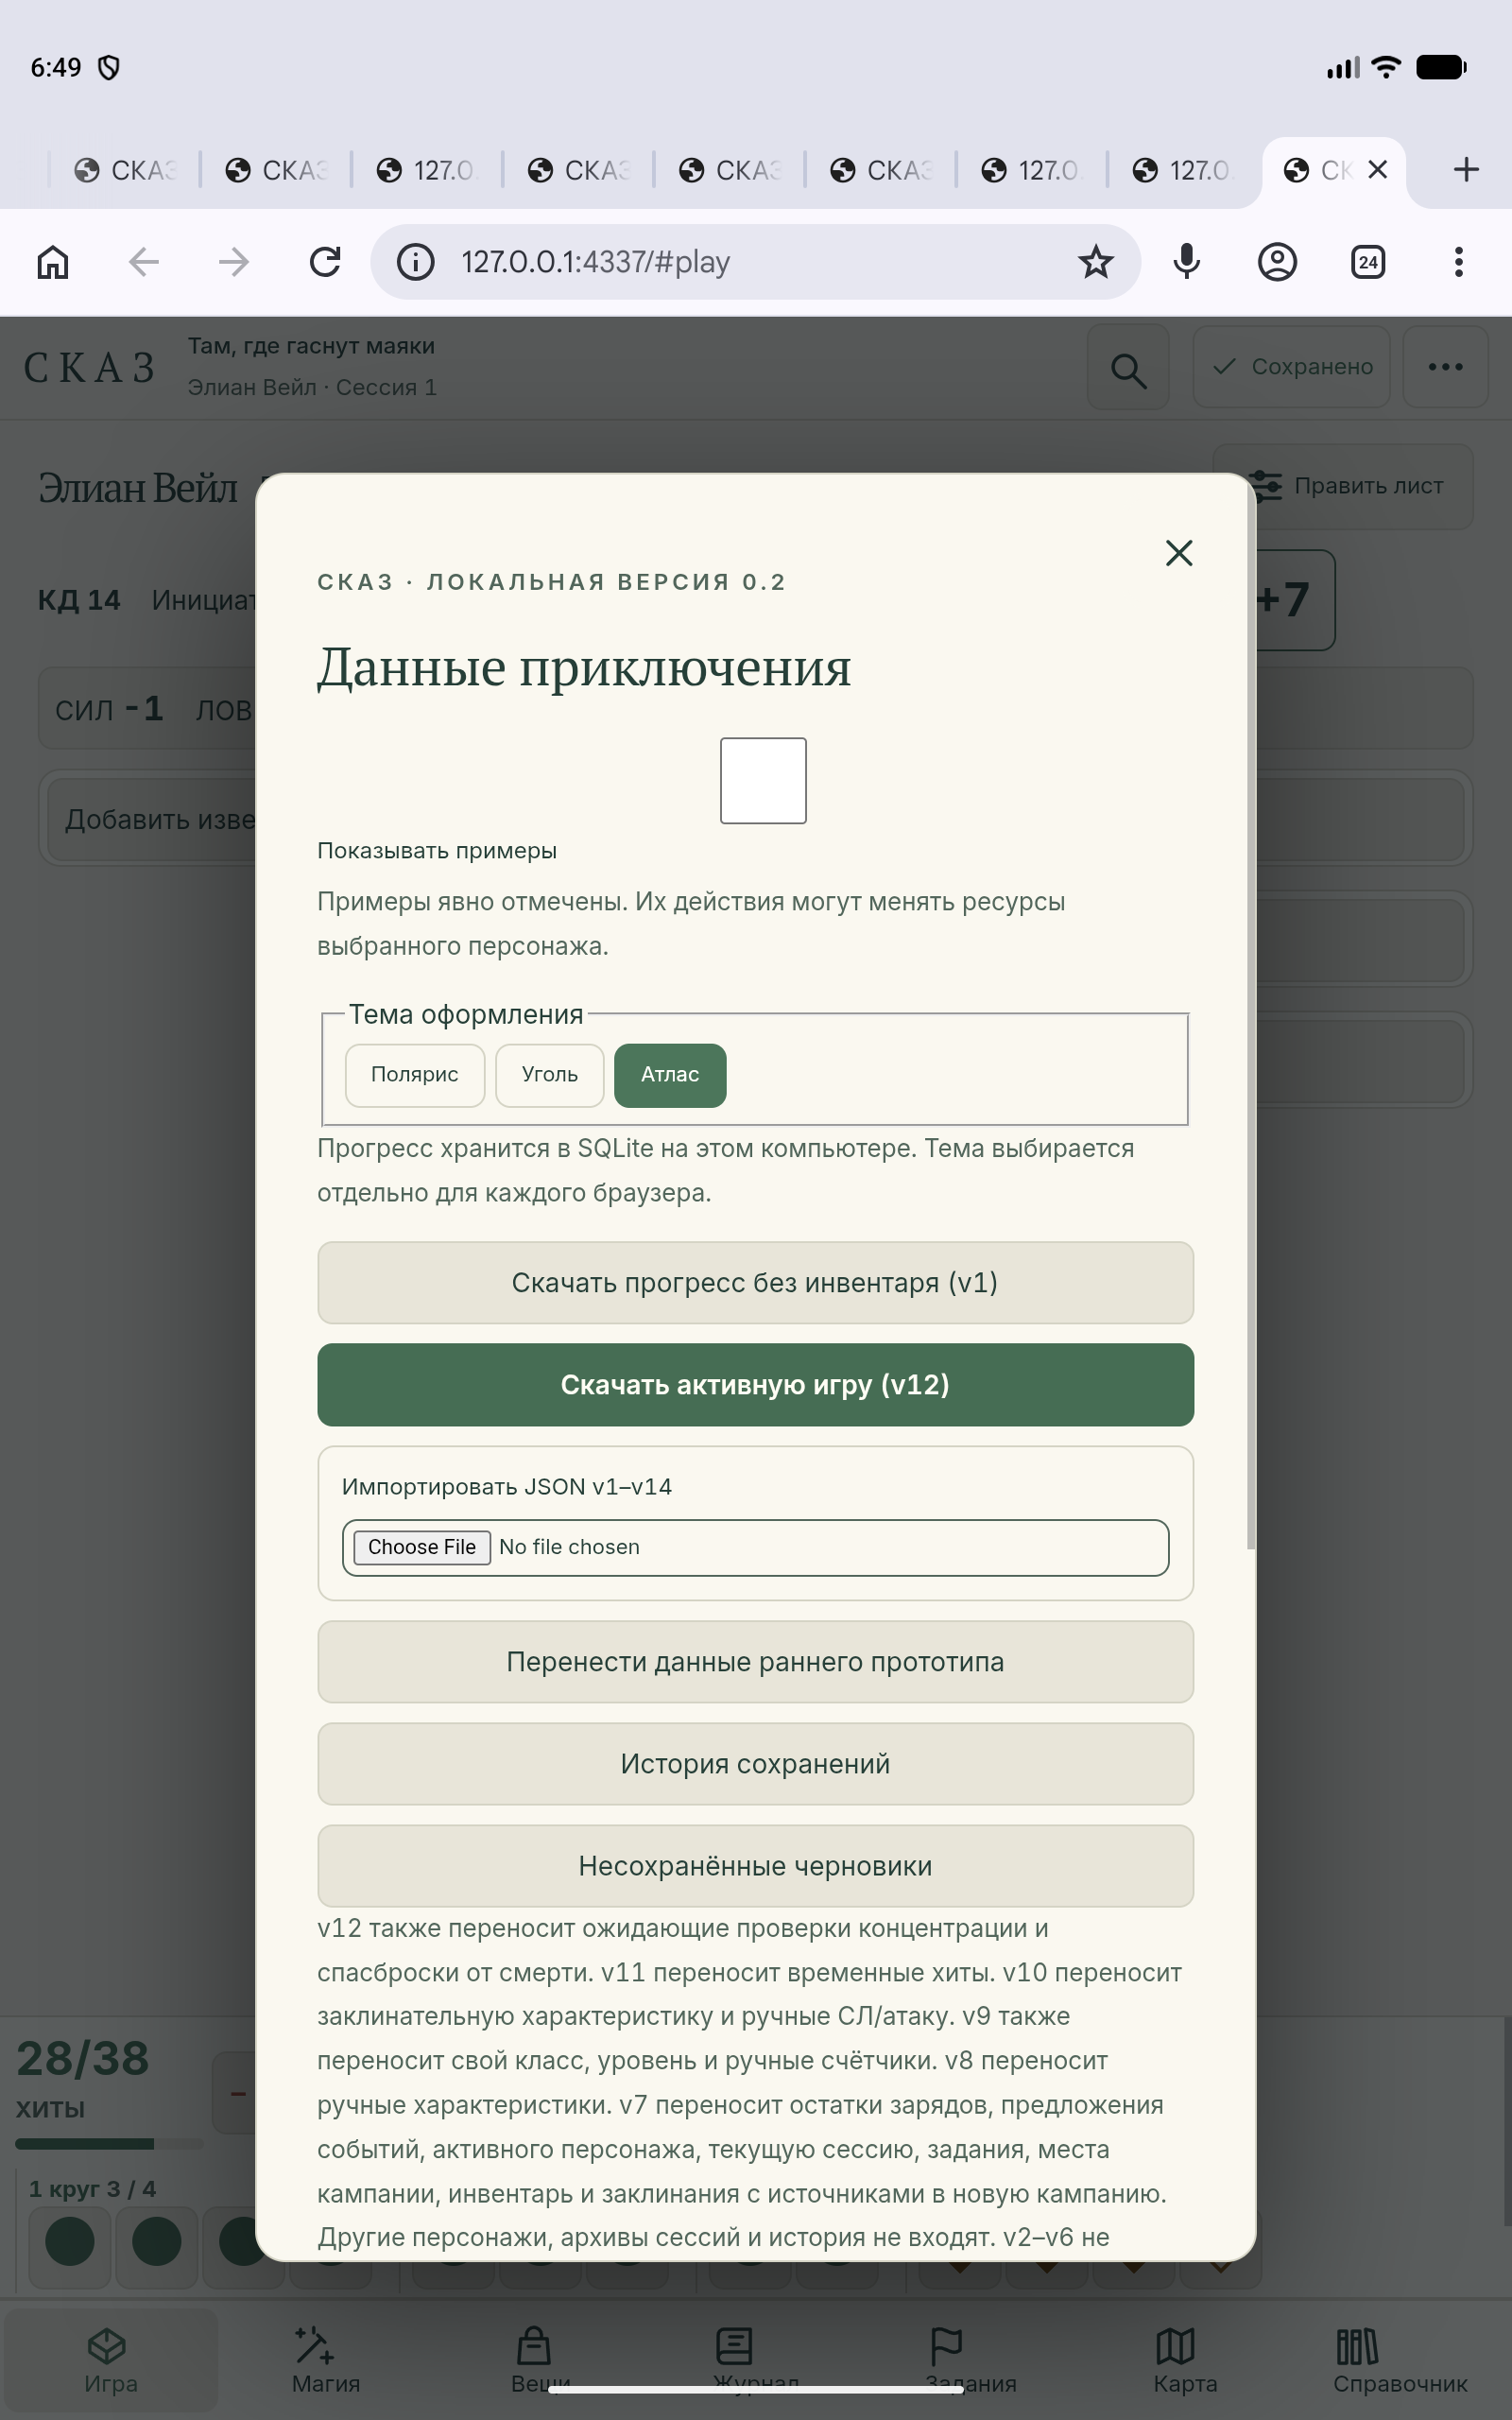 6:49
СКАЗ
СКАЗ
127.0.
СКАЗ
СКАЗ
СКАЗ
127.0.
127.0.
СК
127.0.0.1:4337/#play
24
СКАЗ
Там, где гаснут маяки
Элиан Вейл · Сессия 1
Сохранено
Элиан Вейл
Править лист
КД 14
+7
СИЛ -1
ЛОВ
СКАЗ · ЛОКАЛЬНАЯ ВЕРСИЯ 0.2
Данные приключения
Показывать примеры
Примеры явно отмечены. Их действия могут менять ресурсы
выбранного персонажа.
Тема оформления
Полярис
Уголь
Атлас
Прогресс хранится в SQLite на этом компьютере. Тема выбирается
отдельно для каждого браузера.
Скачать прогресс без инвентаря (v1)
Скачать активную игру (v12)
Импортировать JSON v1–v14
Choose File No file chosen
Перенести данные раннего прототипа
История сохранений
Несохранённые черновики
v12 также переносит ожидающие проверки концентрации и
спасброски от смерти. v11 переносит временные хиты. v10 переносит
заклинательную характеристику и ручные СЛ/атаку. v9 также
переносит свой класс, уровень и ручные счётчики. v8 переносит
ручные характеристики. v7 переносит остатки зарядов, предложения
событий, активного персонажа, текущую сессию, задания, места
кампании, инвентарь и заклинания с источниками в новую кампанию.
Другие персонажи, архивы сессий и история не входят. v2–v6 не
Добавить
28/38
хиты
–
1 круг 3 / 4
Игра
Магия
Вещи
Журнал
Задания
Карта
Справочник